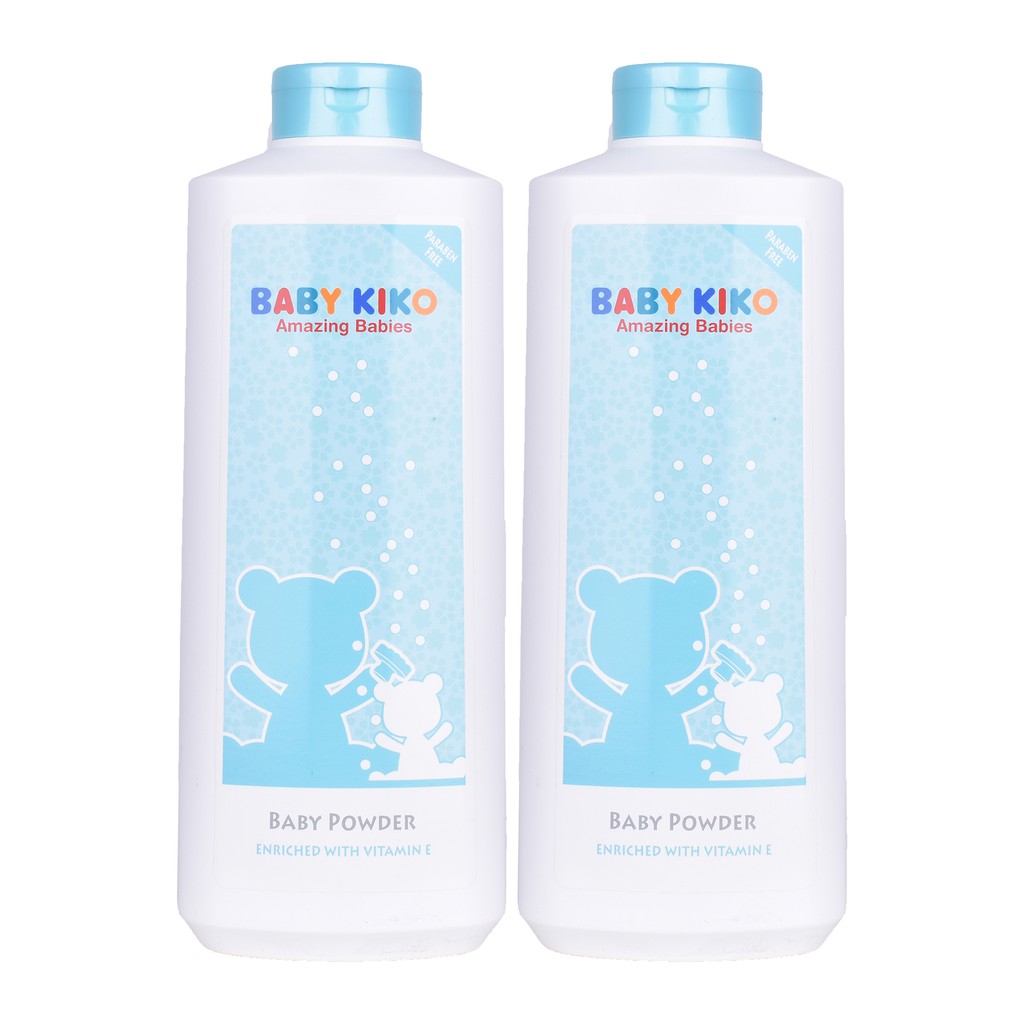 PARABEN
FREE
BABY KIKO
Amazing Babies
BABY POWDER
ENRICHED WITH VITAMIN E
PARABEN
FREE
BABY KIKO
Amazing Babies
BABY POWDER
ENRICHED WITH VITAMIN E